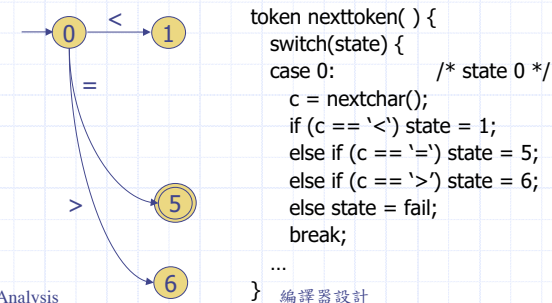 <
0
1
=
>
5
6
token nexttoken( ) {
switch(state) {
case 0: /* state 0 */
c = nextchar();
if (c == ‘<‘) state = 1;
else if (c == ‘=‘) state = 5;
else if (c == ‘>’) state = 6;
else state = fail;
break;
…
}
Analysis
編譯器設計